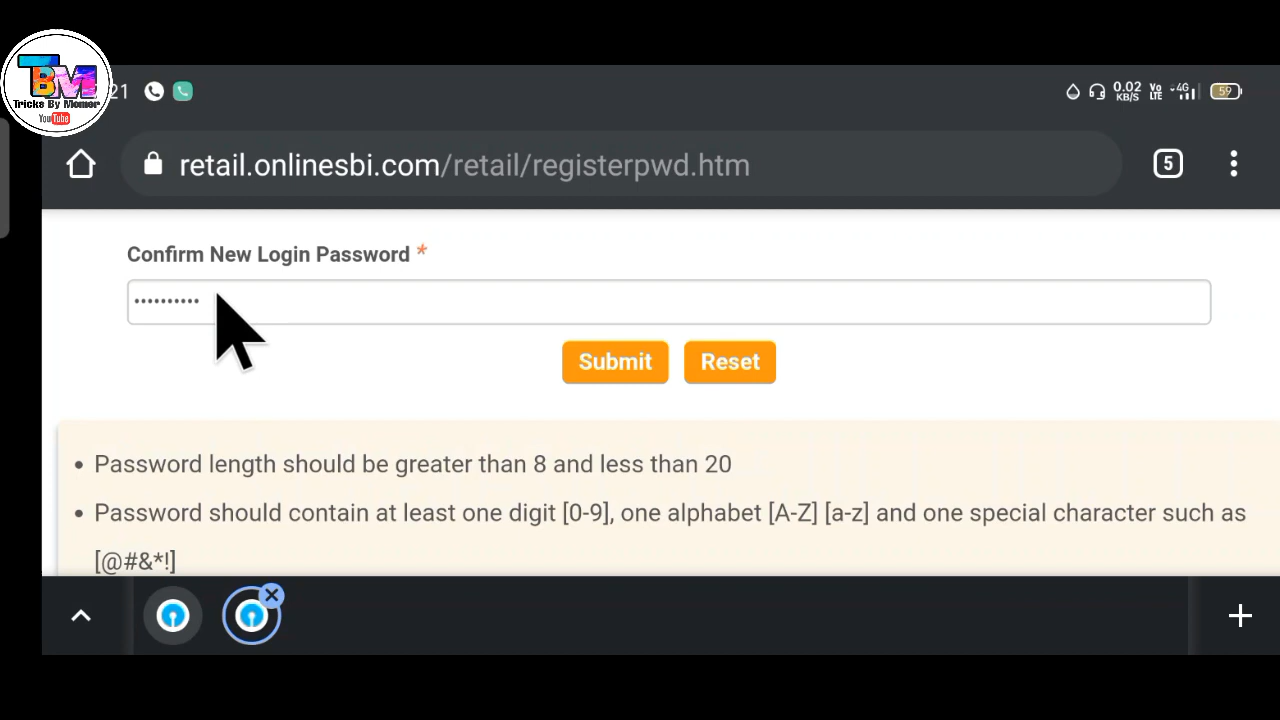 TBM
Tricks By Momor
YouTube
21
0.02
KB/S
Vo
LTE
4G
59
retail.onlinesbi.com/retail/registerpwd.htm
5
Confirm New Login Password *
••••••••••
Submit Reset
• Password length should be greater than 8 and less than 20
• Password should contain at least one digit [0-9], one alphabet [A-Z] [a-z] and one special character such as
[@#&*!]